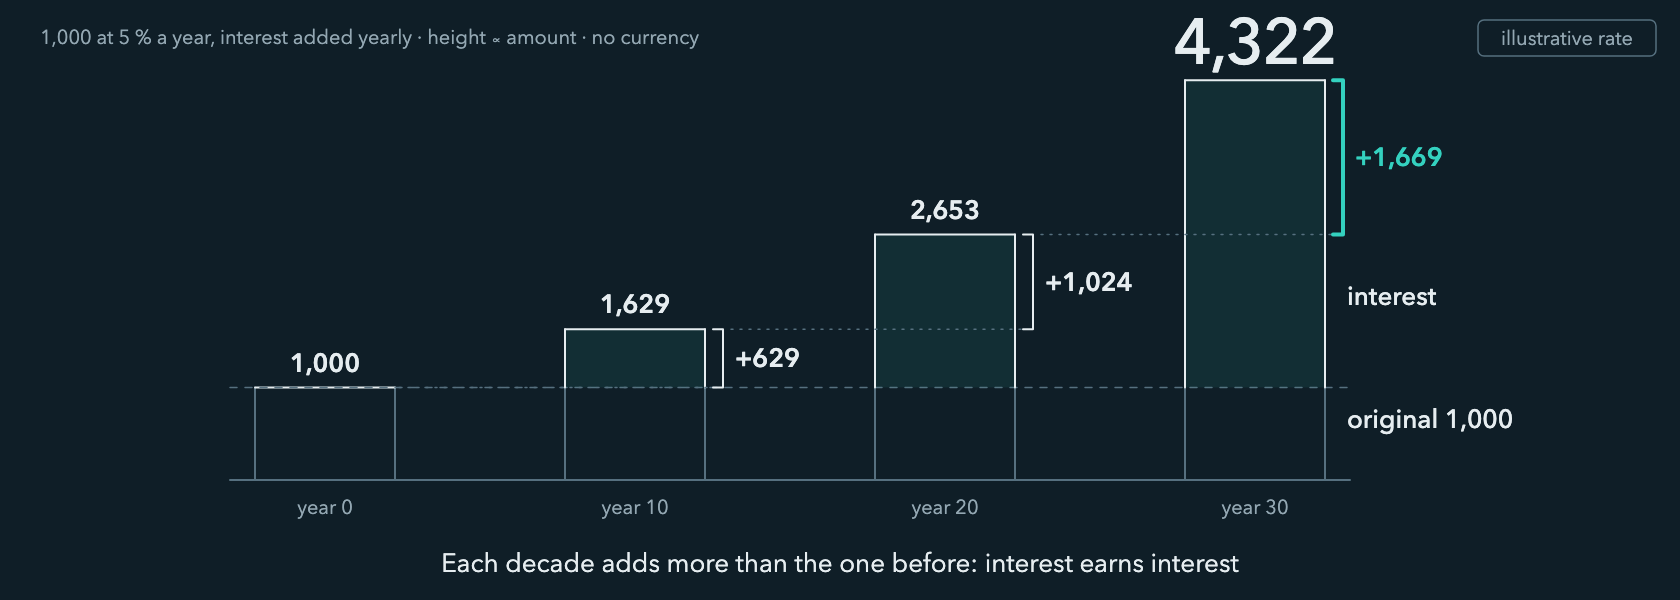 1,000 at 5 % a year, interest added yearly · height ∝ amount · no currency
illustrative rate
4,322
+1,669
2,653
+1,024
interest
1,629
+629
1,000
original 1,000
year 0
year 10
year 20
year 30
Each decade adds more than the one before: interest earns interest